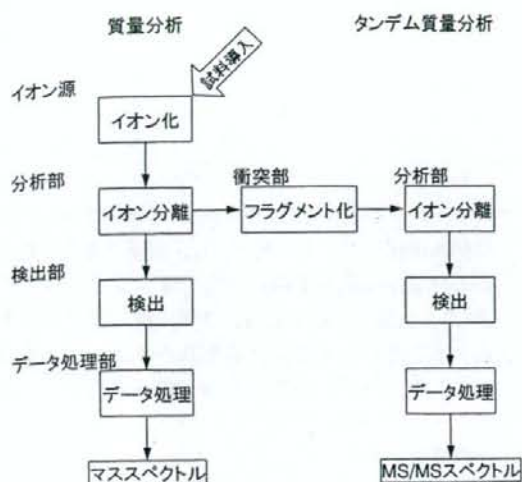 質量分析
タンデム質量分析
試料導入
イオン源
イオン化
分析部
衝突部
分析部
イオン分離
フラグメント化
イオン分離
検出部
検出
検出
データ処理部
データ処理
データ処理
マススペクトル
MS/MSスペクトル